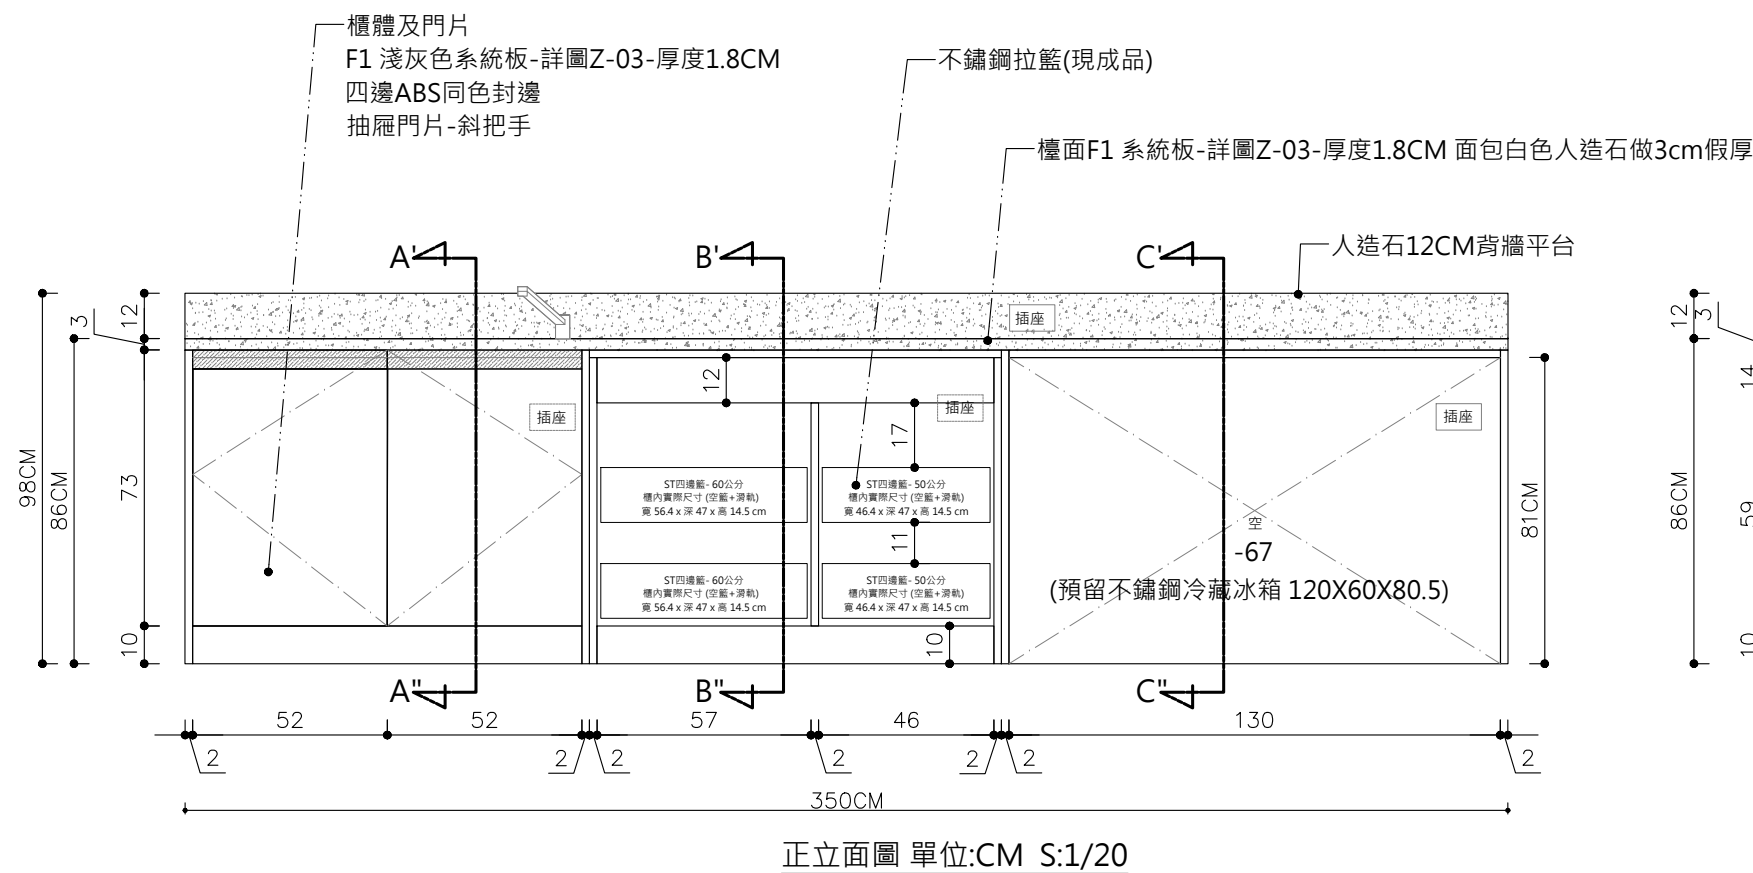 櫃體及門片
F1 淺灰色系統板-詳圖Z-03-厚度1.8CM
四邊ABS同色封邊
抽屜門片-斜把手
不鏽鋼拉籃(現成品)
檯面F1 系統板-詳圖Z-03-厚度1.8CM 面包白色人造石做3cm假厚
人造石12CM背牆平台
A' B' C'
98CM
86CM
3
12
73
10
插座
插座
插座
插座
12
17
11
10
ST四邊籃- 60公分
櫃內實際尺寸 (空籃+滑軌)
寬 56.4 x 深 47 x 高 14.5 cm
ST四邊籃- 50公分
櫃內實際尺寸 (空籃+滑軌)
寬 46.4 x 深 47 x 高 14.5 cm
ST四邊籃- 60公分
櫃內實際尺寸 (空籃+滑軌)
寬 56.4 x 深 47 x 高 14.5 cm
ST四邊籃- 50公分
櫃內實際尺寸 (空籃+滑軌)
寬 46.4 x 深 47 x 高 14.5 cm
空
-67
(預留不鏽鋼冷藏冰箱 120X60X80.5)
81CM
86CM
12
3
14
59
10
A" B" C"
52 52 57 46 130
2 2 2 2 2 2 2
350CM
正立面圖 單位:CM S:1/20